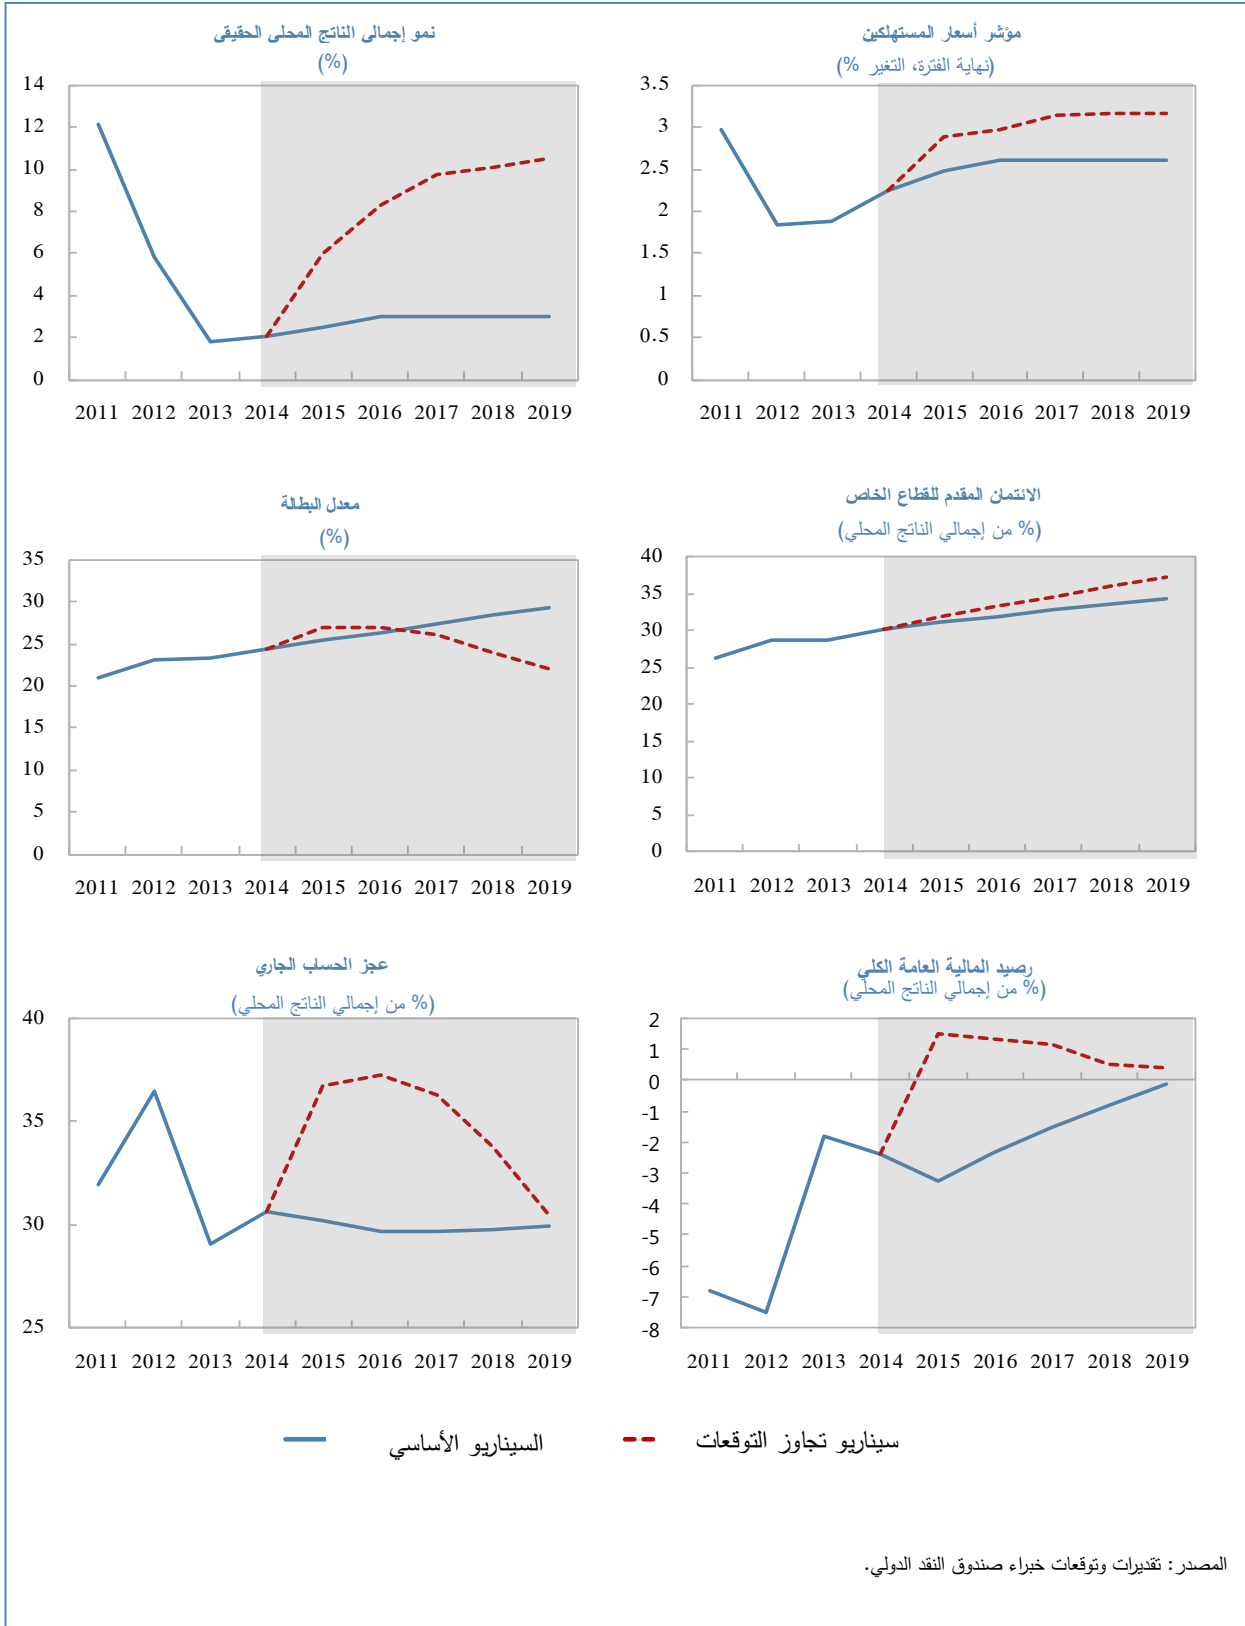 نمو إجمالي الناتج المحلي الحقيقي
(%)
14
12
10
8
6
4
2
0
2011 2012 2013 2014 2015 2016 2017 2018 2019
مؤشر أسعار المستهلكين
(نهاية الفترة، التغير %)
3.5
3
2.5
2
1.5
1
0.5
0
2011 2012 2013 2014 2015 2016 2017 2018 2019
معدل البطالة
(%)
35
30
25
20
15
10
5
0
2011 2012 2013 2014 2015 2016 2017 2018 2019
الائتمان المقدم للقطاع الخاص
(% من إجمالي الناتج المحلي)
40
35
30
25
20
15
10
5
0
2011 2012 2013 2014 2015 2016 2017 2018 2019
عجز الحساب الجاري
(% من إجمالي الناتج المحلي)
40
35
30
25
2011 2012 2013 2014 2015 2016 2017 2018 2019
رصيد المالية العامة الكلي
(% من إجمالي الناتج المحلي)
2
1
0
-1
-2
-3
-4
-5
-6
-7
-8
2011 2012 2013 2014 2015 2016 2017 2018 2019
السيناريو الأساسي
سيناريو تجاوز التوقعات
المصدر: تقديرات وتوقعات خبراء صندوق النقد الدولي.